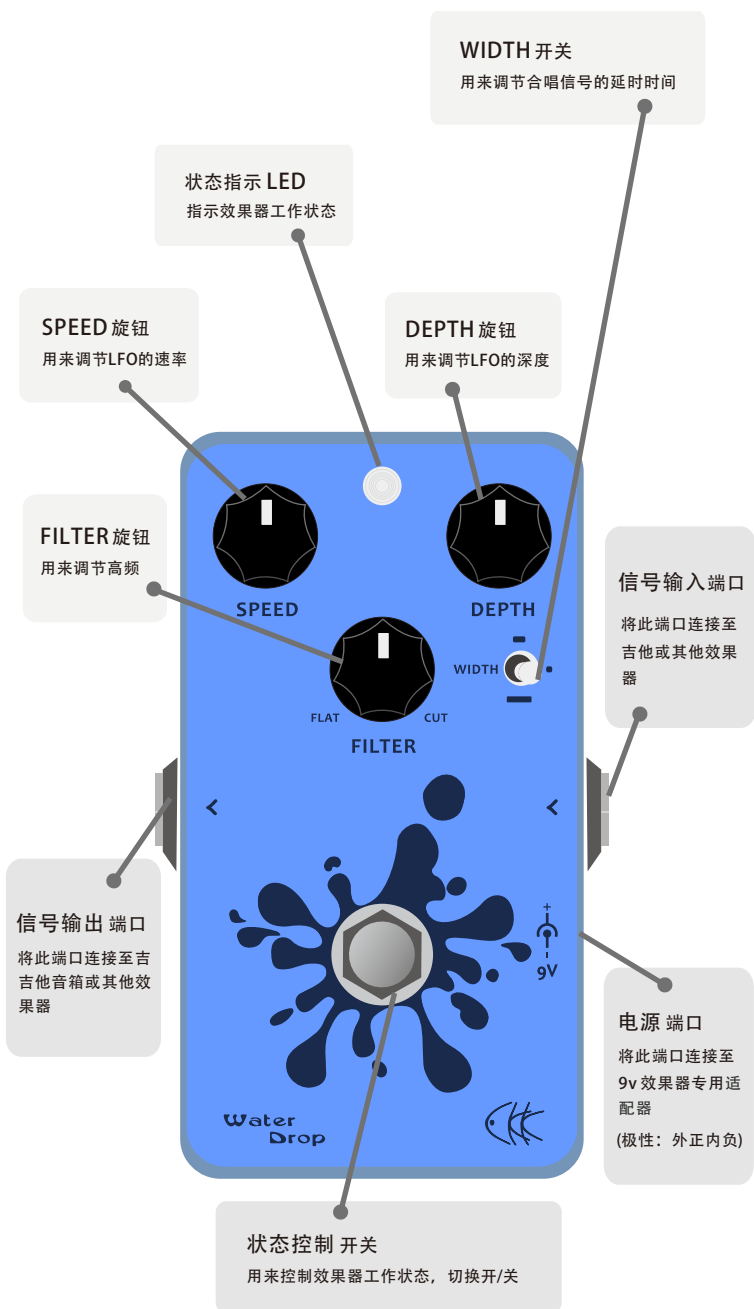 WIDTH 开关
用来调节合唱信号的延时时间
状态指示 LED
指示效果器工作状态
SPEED 旋钮
用来调节LFO的速率
DEPTH 旋钮
用来调节LFO的深度
FILTER 旋钮
用来调节高频
SPEED
DEPTH
WIDTH
FLAT
CUT
FILTER
信号输入端口
将此端口连接至
吉他或其他效果
器
<
<
信号输出 端口
将此端口连接至吉
吉他音箱或其他效
果器
+
-
9V
电源 端口
将此端口连接至
9v 效果器专用适
配器
(极性：外正内负)
Water
Drop
状态控制 开关
用来控制效果器工作状态，切换开/关